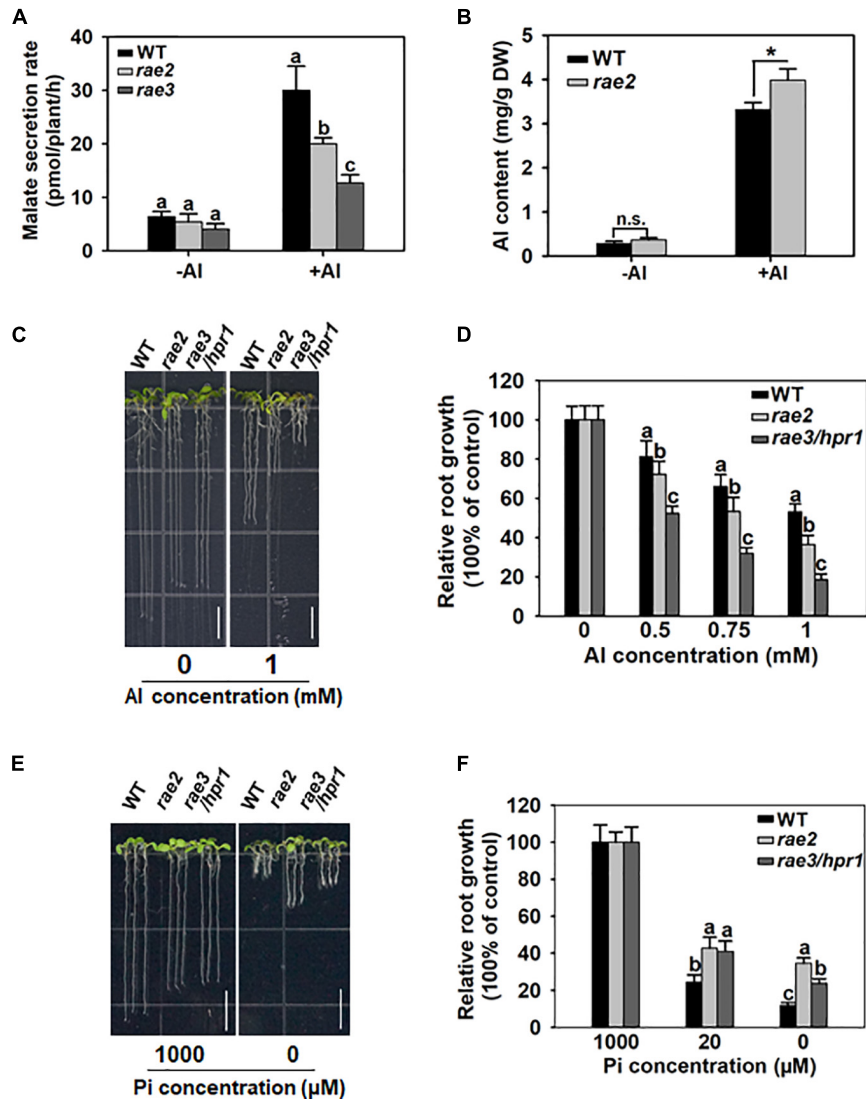 A
Malate secretion rate
(pmol/plant/h)
40
30
20
10
0
WT
rae2
rae3
a a a
a
b
c
-Al
+Al
B
Al content (mg/g DW)
5
4
3
2
1
0
WT
rae2
n.s.
*
-Al
+Al
C
WT
rae2
rae3
/hpr1
WT
rae2
rae3
/hpr1
0
1
Al concentration (mM)
D
Relative root growth
(100% of control)
120
100
80
60
40
20
0
WT
rae2
rae3/hpr1
a
b
c
a
b
c
a
b
c
0 0.5 0.75 1
Al concentration (mM)
E
WT
rae2
rae3
/hpr1
WT
rae2
rae3
/hpr1
1000
0
Pi concentration (µM)
F
Relative root growth
(100% of control)
120
100
80
60
40
20
0
WT
rae2
rae3/hpr1
b
a
a
c
a
b
1000 20 0
Pi concentration (µM)